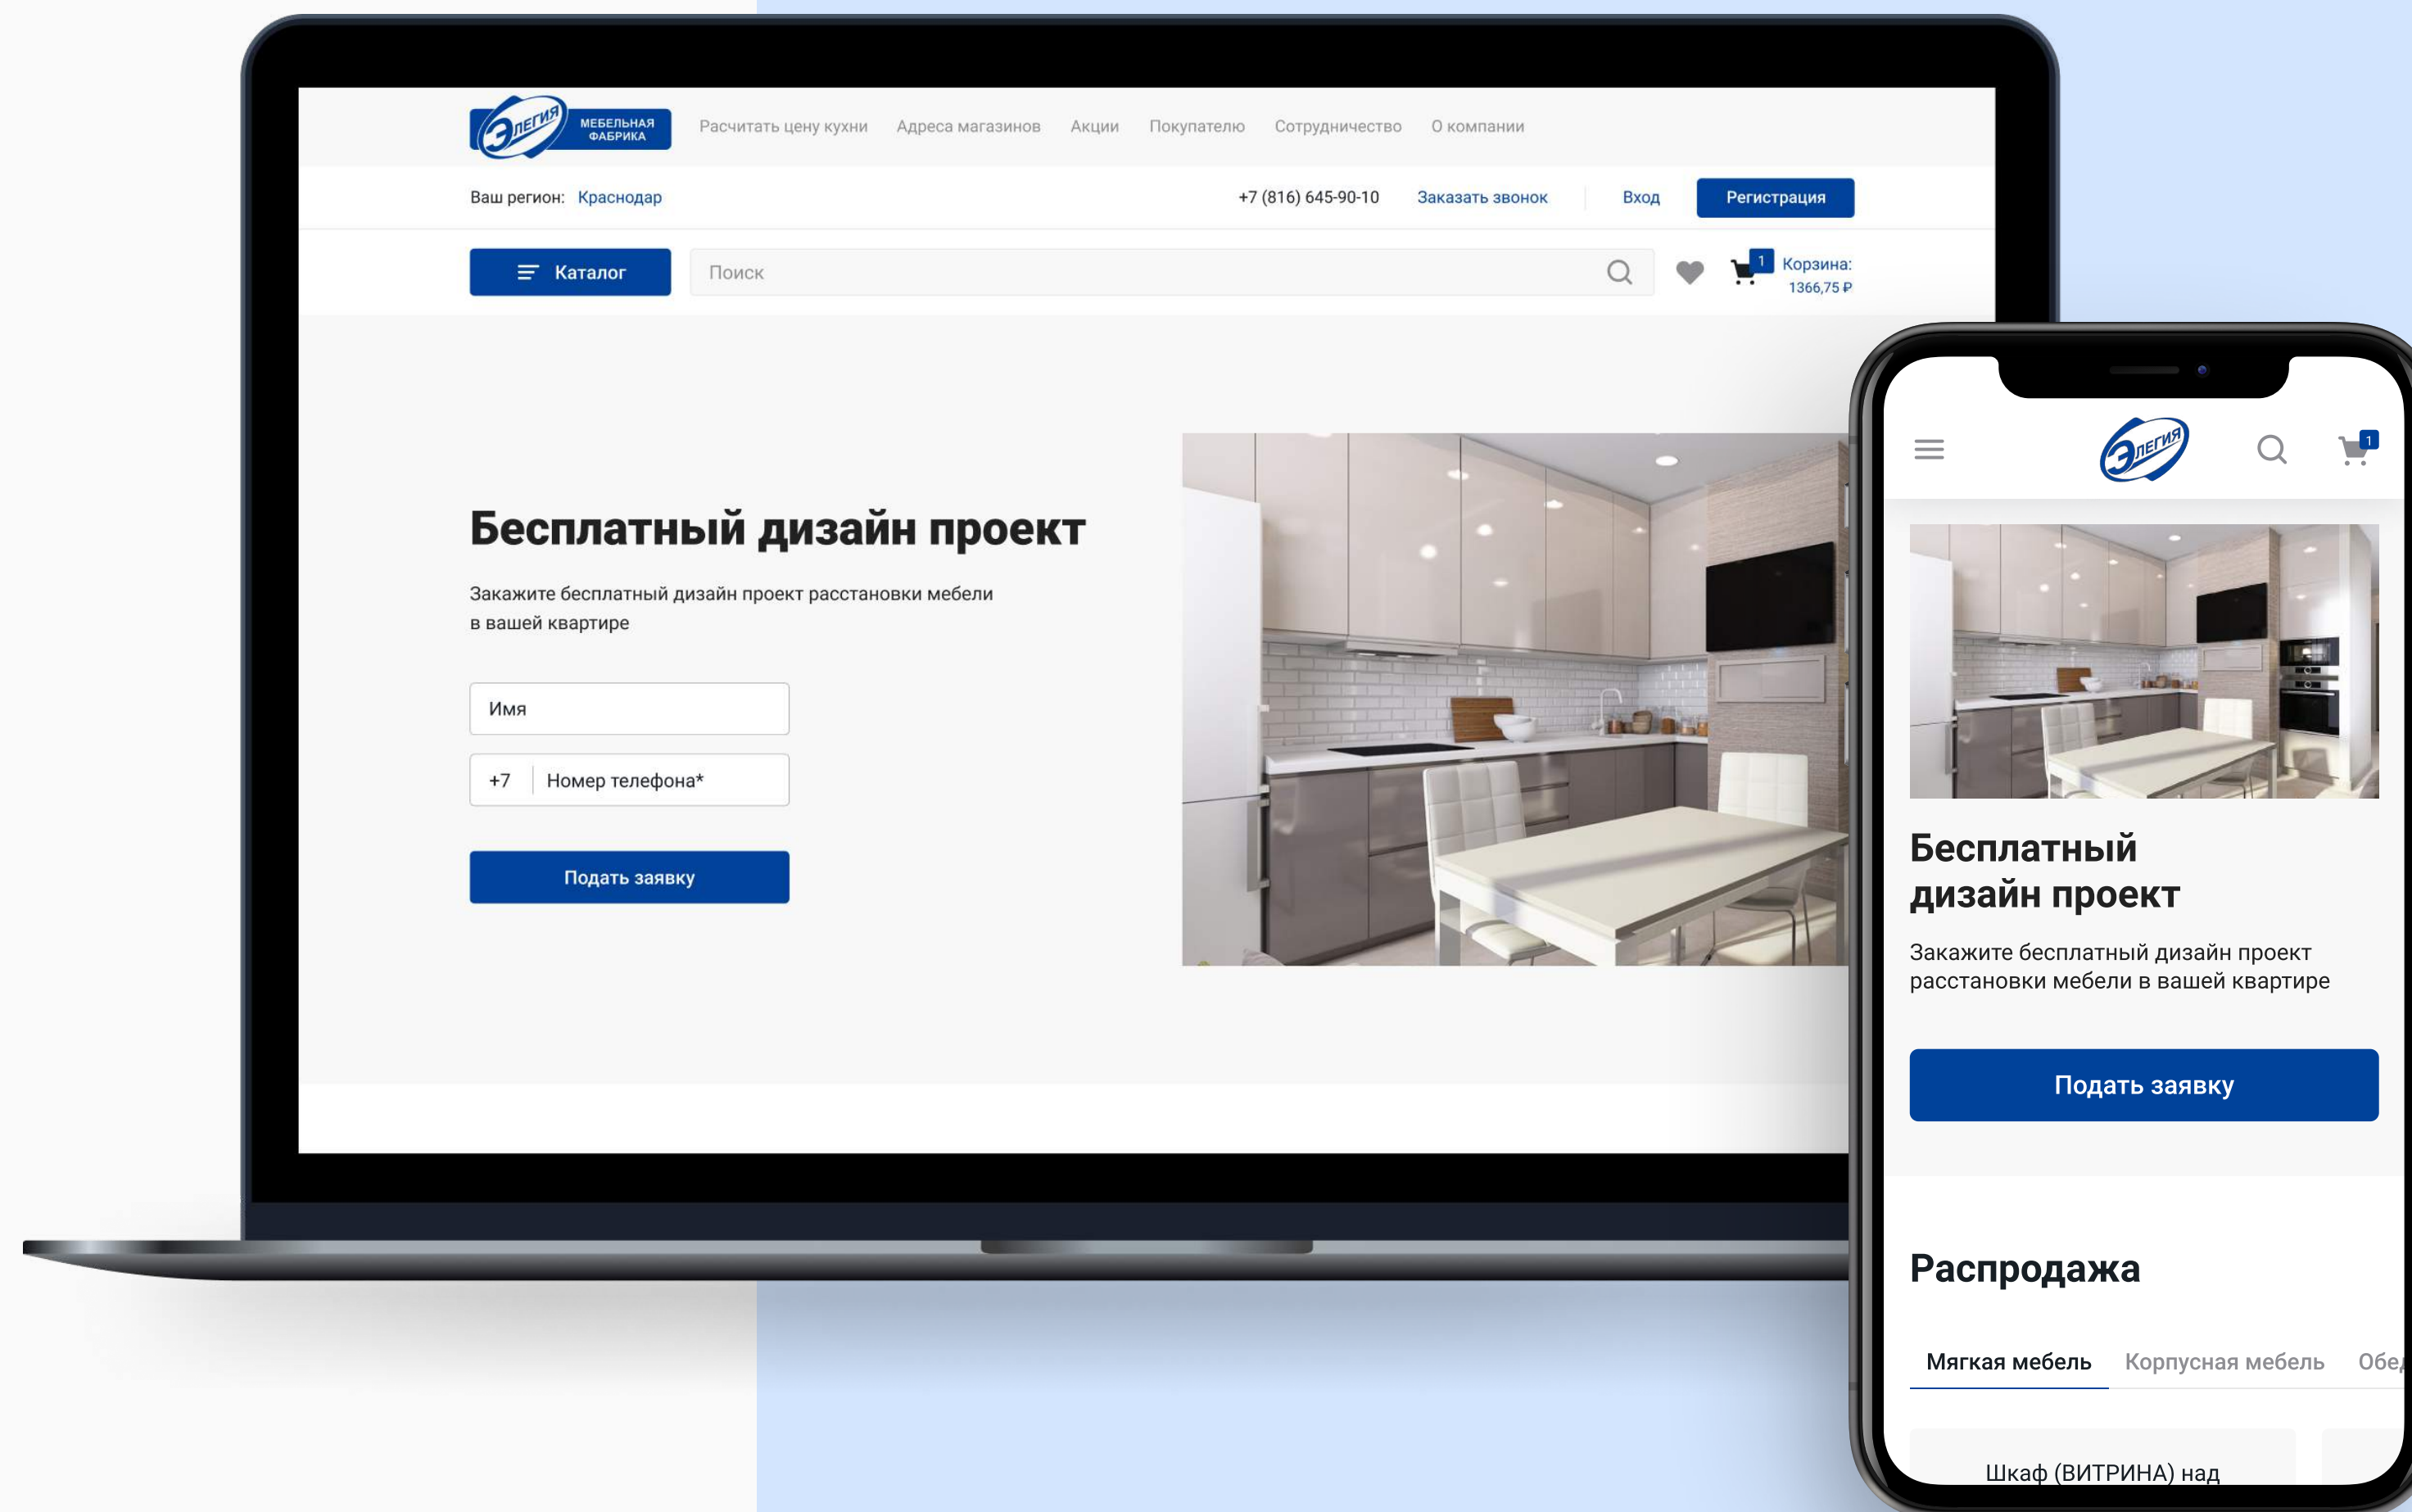 Элегия
МЕБЕЛЬНАЯ
ФАБРИКА
Расчитать цену кухни Адреса магазинов Акции Покупателю Сотрудничество О компании
Ваш регион: Краснодар +7 (816) 645-90-10 Заказать звонок Вход Регистрация
Каталог Поиск 1 Корзина:
1366,75 ₽
Бесплатный дизайн проект
Закажите бесплатный дизайн проект расстановки мебели
в вашей квартире
Имя
+7 Номер телефона*
Подать заявку
Элегия 1
Бесплатный
дизайн проект
Закажите бесплатный дизайн проект
расстановки мебели в вашей квартире
Подать заявку
Распродажа
Мягкая мебель Корпусная мебель
Шкаф (ВИТРИНА) над